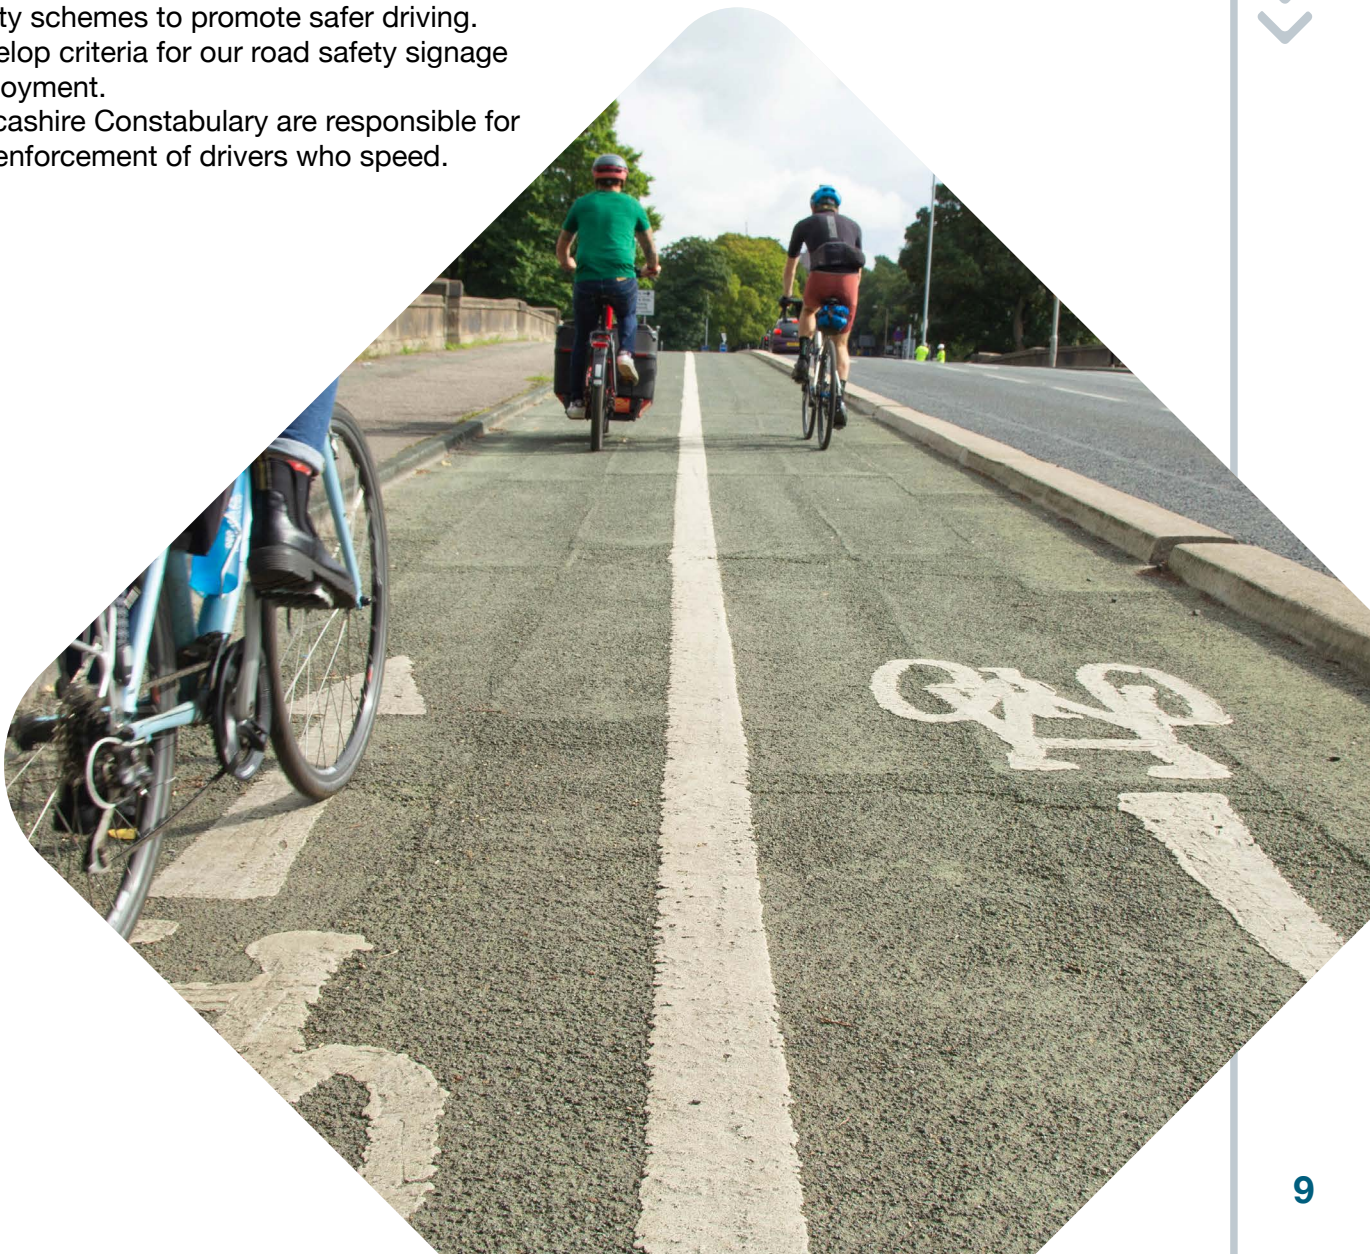 ty schemes to promote safer driving.
elop criteria for our road safety signage
oyment.
cashire Constabulary are responsible for
enforcement of drivers who speed.
9